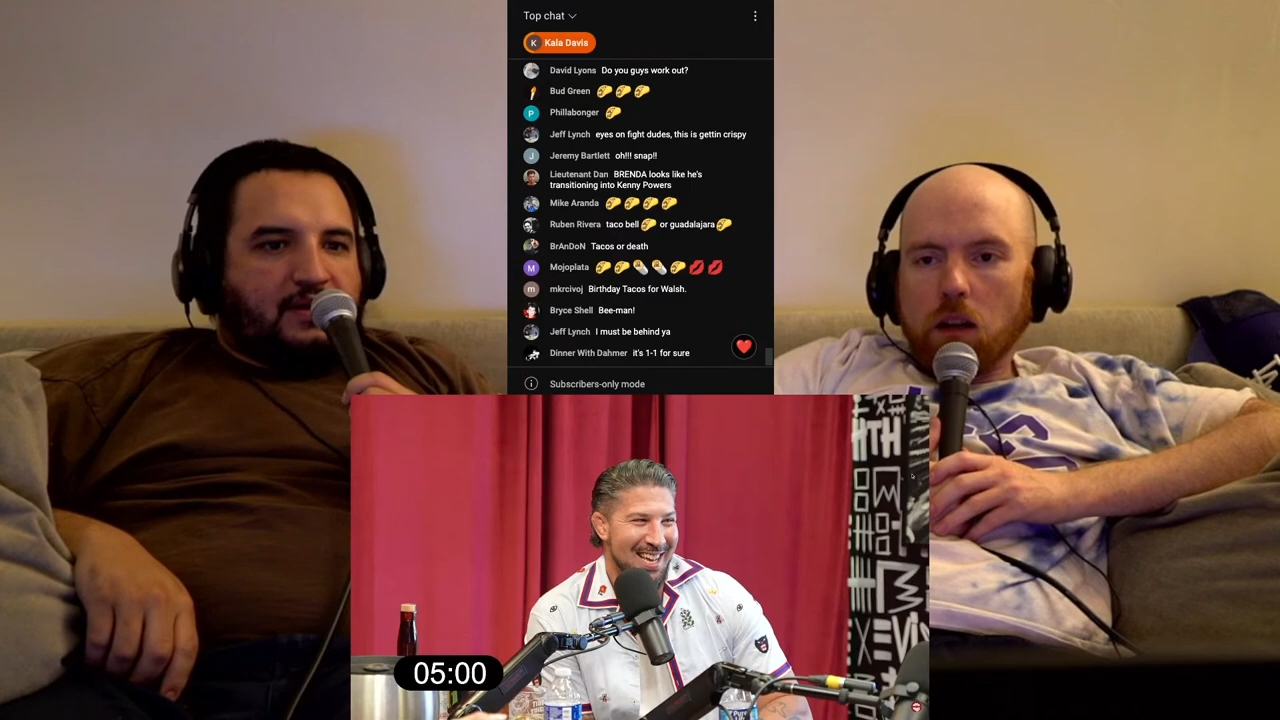 Top chat
K Kala Davis
David Lyons Do you guys work out?
Bud Green
P Phillabonger
Jeff Lynch eyes on fight dudes, this is gettin crispy
J Jeremy Bartlett oh!!! snap!!
Lieutenant Dan BRENDA looks like he's
transitioning into Kenny Powers
Mike Aranda
Ruben Rivera taco bell or guadalajara
BrAnDoN Tacos or death
M Mojoplata
m mkrcivoj Birthday Tacos for Walsh.
Bryce Shell Bee-man!
Jeff Lynch I must be behind ya
Dinner With Dahmer it's 1-1 for sure
Subscribers-only mode
05:00